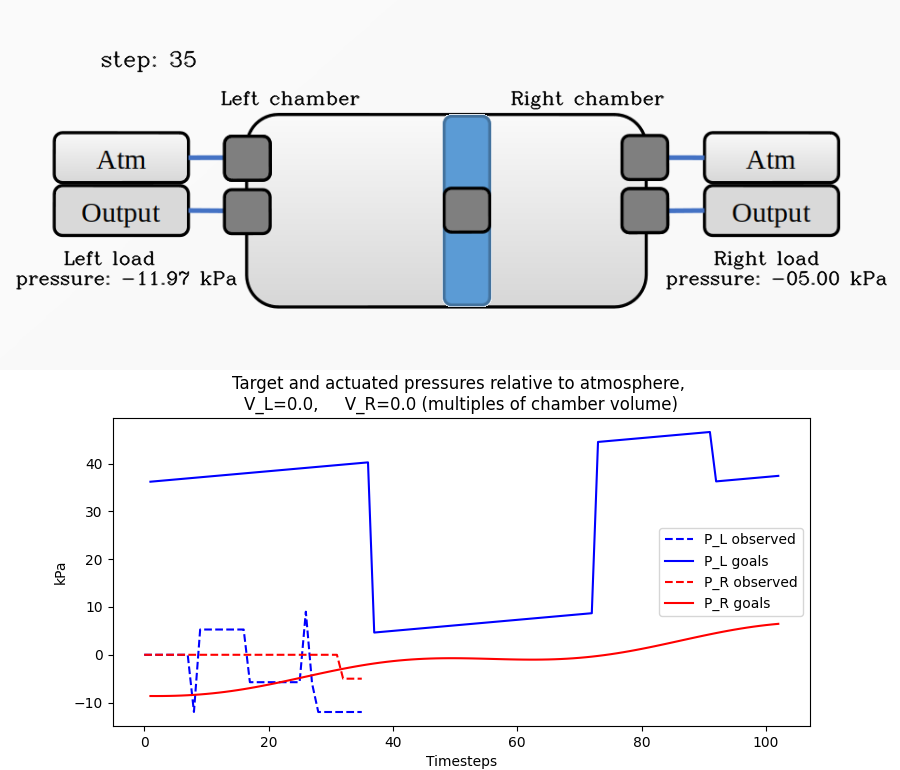 step: 35
Left chamber
Right chamber
Atm
Atm
Output
Output
Left load
pressure: −11.97 kPa
Right load
pressure: −05.00 kPa
Target and actuated pressures relative to atmosphere,
V_L=0.0, V_R=0.0 (multiples of chamber volume)
kPa
40
30
20
10
0
−10
P_L observed
P_L goals
P_R observed
P_R goals
0 20 40 60 80 100
Timesteps